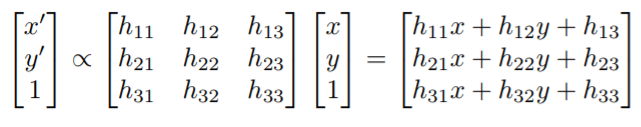 [x′ y′ 1]ᵀ ∝ [h₁₁ h₁₂ h₁₃; h₂₁ h₂₂ h₂₃; h₃₁ h₃₂ h₃₃] [x y 1]ᵀ = [h₁₁x + h₁₂y + h₁₃; h₂₁x + h₂₂y + h₂₃; h₃₁x + h₃₂y + h₃₃]